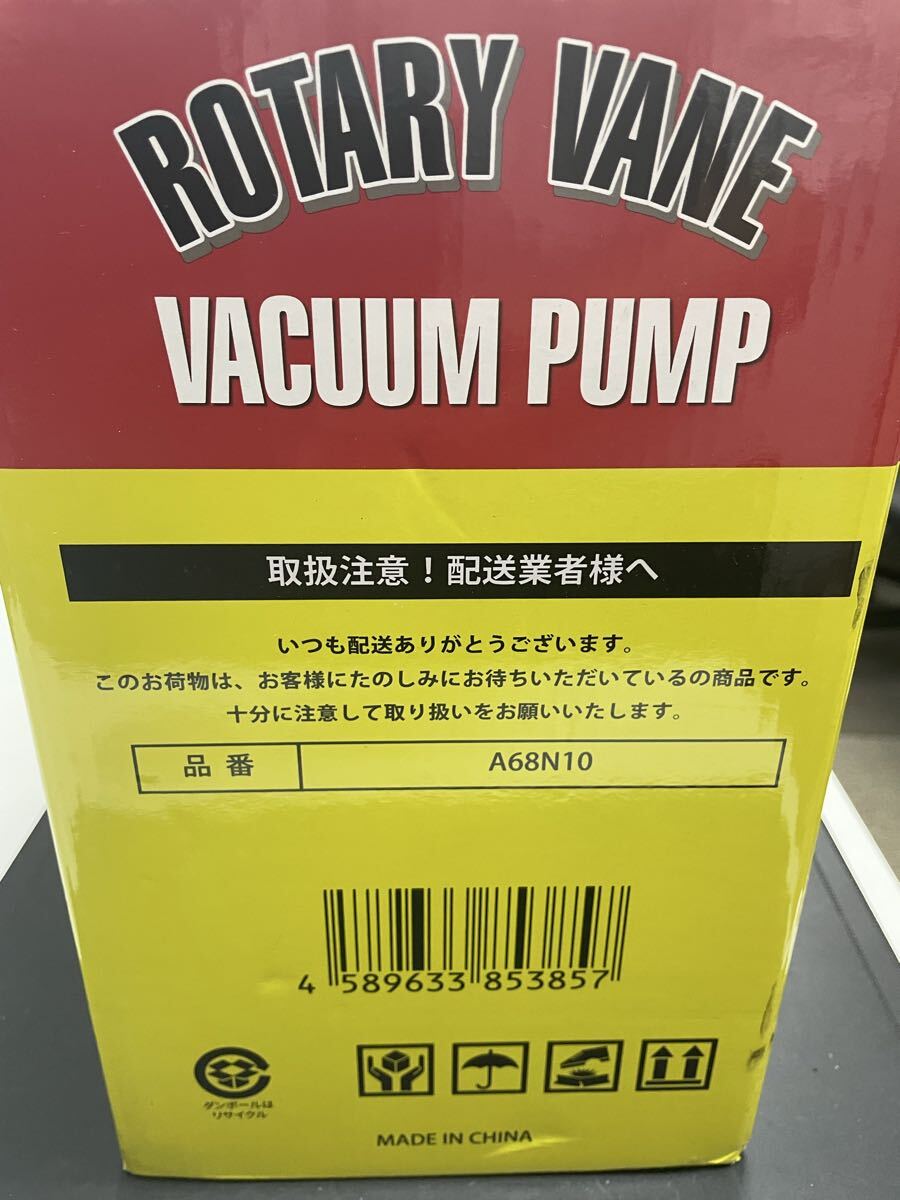 ROTARY VANE
VACUUM PUMP
取扱注意！配送業者様へ
いつも配送ありがとうございます。
このお荷物は、お客様にたのしみにお待ちいただいているの商品です。
十分に注意して取り扱いをお願いいたします。
品番 A68N10
4 589633 853857
ダンボールは
リサイクル
MADE IN CHINA